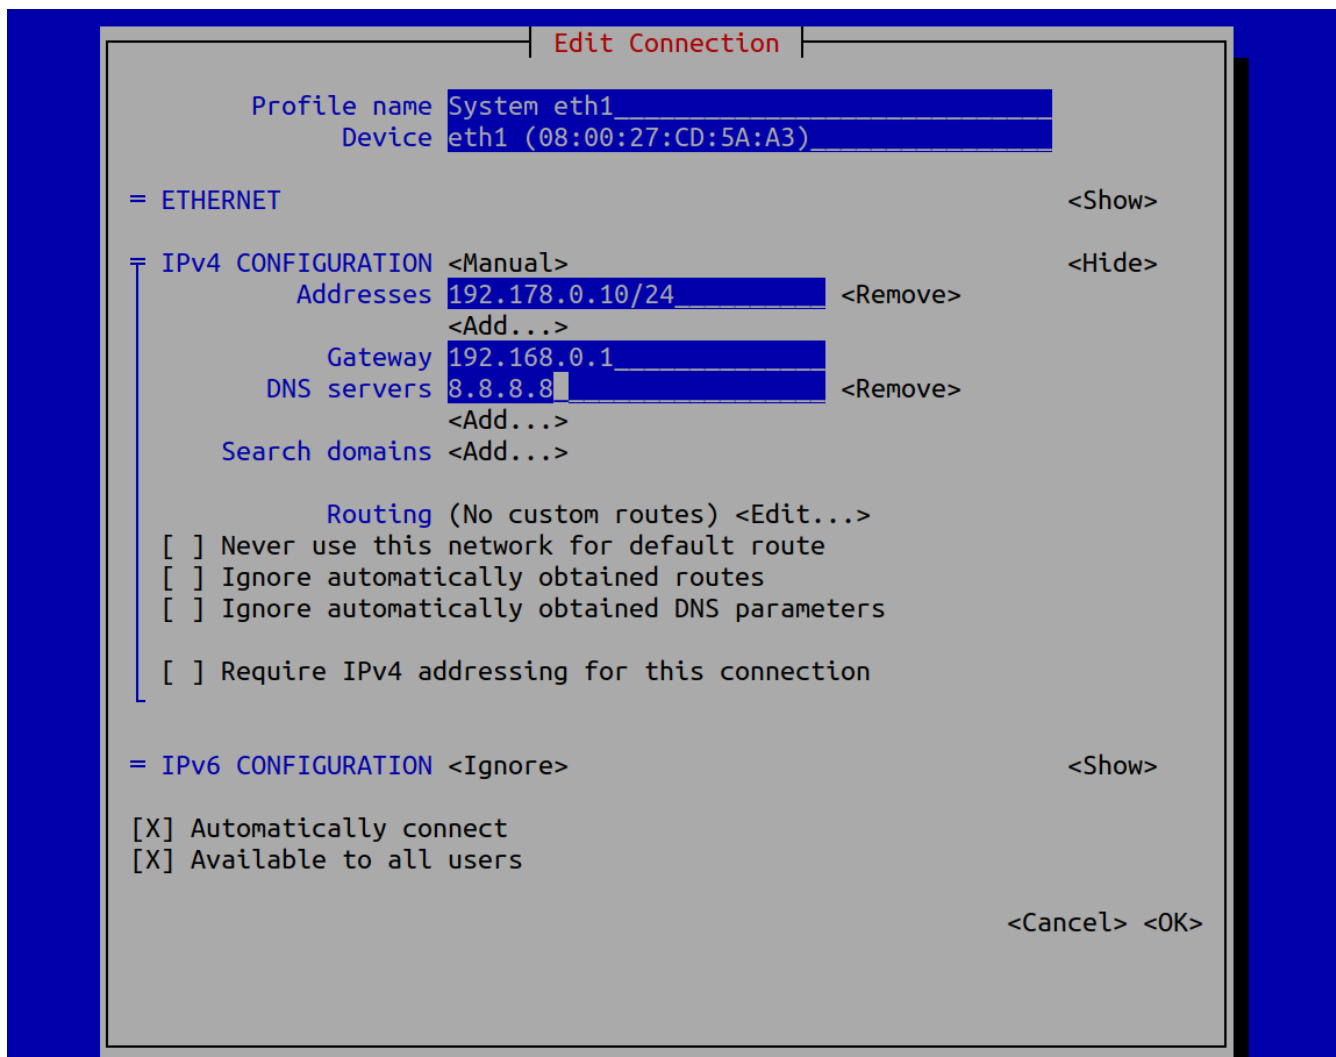 Edit Connection
Profile name System eth1
Device eth1 (08:00:27:CD:5A:A3)
= ETHERNET <Show>
IPv4 CONFIGURATION <Manual> <Hide>
Addresses 192.178.0.10/24 <Remove>
<Add...>
Gateway 192.168.0.1
DNS servers 8.8.8.8 <Remove>
<Add...>
Search domains <Add...>
Routing (No custom routes) <Edit...>
[ ] Never use this network for default route
[ ] Ignore automatically obtained routes
[ ] Ignore automatically obtained DNS parameters
[ ] Require IPv4 addressing for this connection
= IPv6 CONFIGURATION <Ignore> <Show>
[X] Automatically connect
[X] Available to all users
<Cancel> <OK>